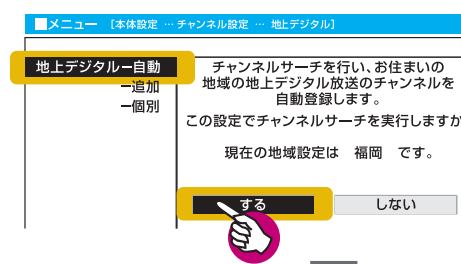 ■メニュー [本体設定 … チャンネル設定 … 地上デジタル]
地上デジタルー自動
ー追加
ー個別
チャンネルサーチを行い、お住まいの
地域の地上デジタル放送のチャンネルを
自動登録します。
この設定でチャンネルサーチを実行しますか
現在の地域設定は 福岡 です。
する
しない